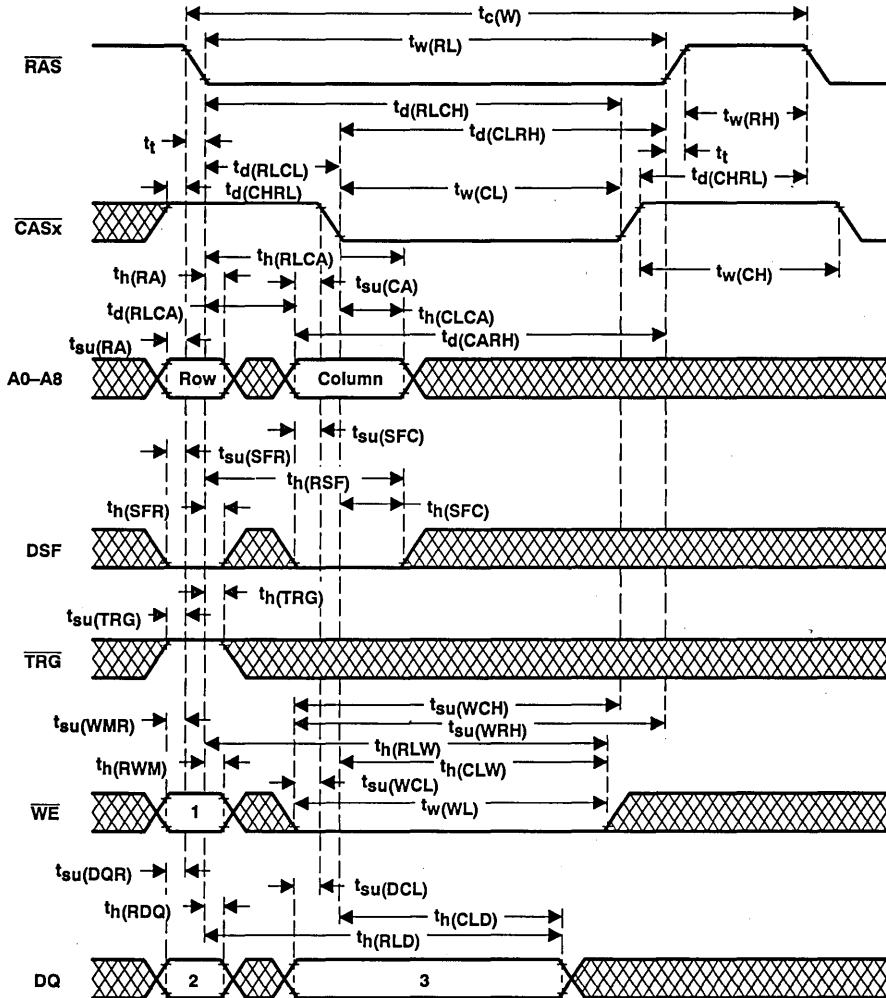 tc(W)
RAS
tw(RL)
td(RLCH)
td(CLRH)
tw(RH)
tt
tt
td(RLCL)
td(CHRL)
td(CHRL)
tw(CL)
CASx
th(RLCA)
th(RA)
tsu(CA)
tw(CH)
td(RLCA)
th(CLCA)
td(CARH)
tsu(RA)
A0–A8
Row
Column
tsu(SFC)
tsu(SFR)
th(RSF)
th(SFR)
th(SFC)
DSF
th(TRG)
tsu(TRG)
TRG
tsu(WCH)
tsu(WMR)
tsu(WRH)
th(RLW)
th(RWM)
th(CLW)
tsu(WCL)
tw(WL)
WE
1
tsu(DQR)
tsu(DCL)
th(RDQ)
th(CLD)
th(RLD)
DQ
2
3